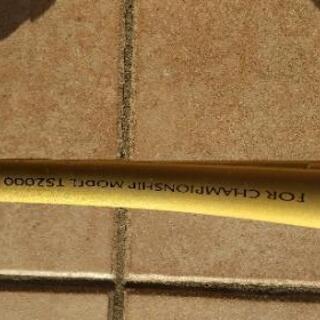 FOR CHAMPIONSHIP MODEL TS2000